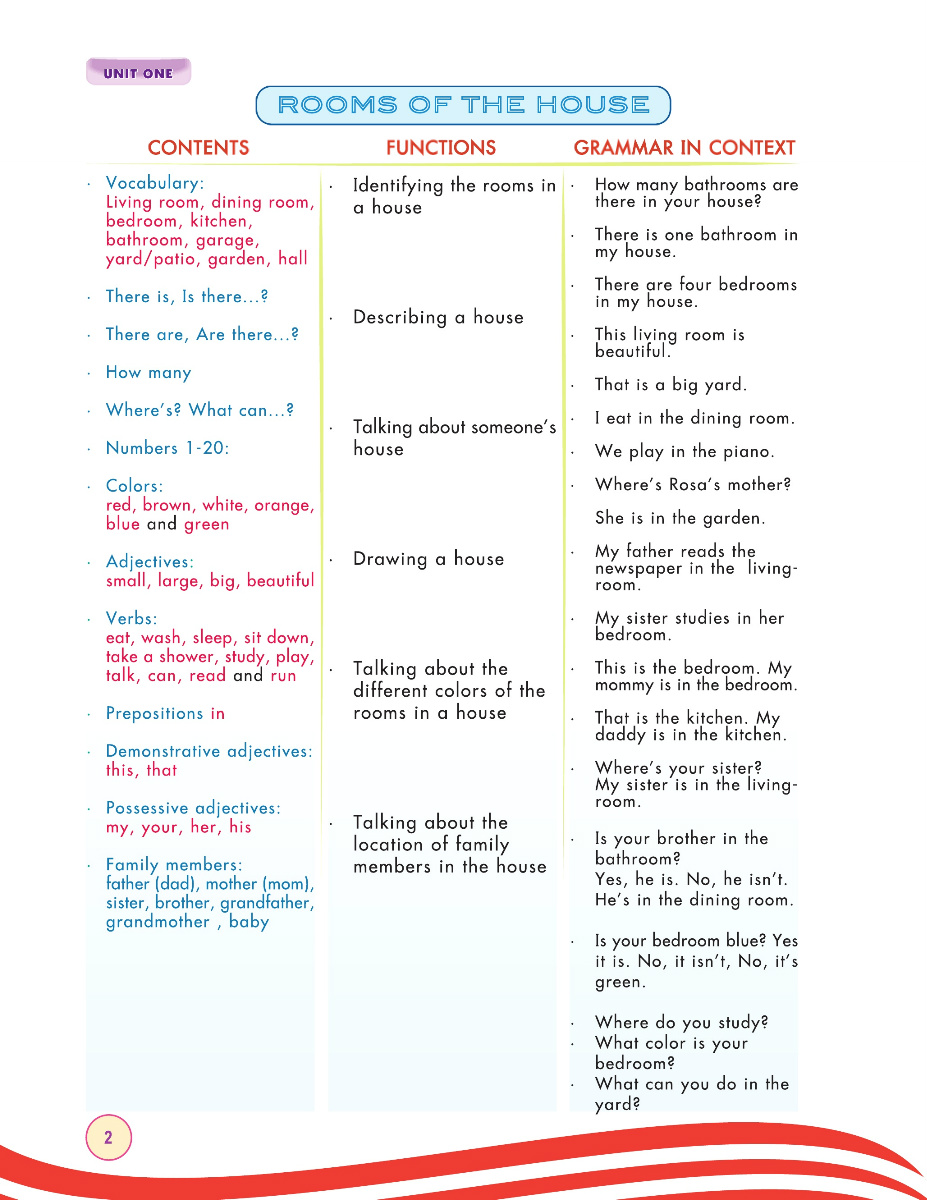 UNIT ONE
ROOMS OF THE HOUSE
CONTENTS
· Vocabulary:
Living room, dining room,
bedroom, kitchen,
bathroom, garage,
yard/patio, garden, hall
· There is, Is there...?
· There are, Are there...?
· How many
· Where's? What can...?
· Numbers 1-20:
· Colors:
red, brown, white, orange,
blue and green
· Adjectives:
small, large, big, beautiful
· Verbs:
eat, wash, sleep, sit down,
take a shower, study, play,
talk, can, read and run
· Prepositions in
· Demonstrative adjectives:
this, that
· Possessive adjectives:
my, your, her, his
· Family members:
father (dad), mother (mom),
sister, brother, grandfather,
grandmother , baby
FUNCTIONS
· Identifying the rooms in
a house
· Describing a house
· Talking about someone's
house
· Drawing a house
· Talking about the
different colors of the
rooms in a house
· Talking about the
location of family
members in the house
GRAMMAR IN CONTEXT
· How many bathrooms are
there in your house?
· There is one bathroom in
my house.
· There are four bedrooms
in my house.
· This living room is
beautiful.
· That is a big yard.
· I eat in the dining room.
· We play in the piano.
· Where's Rosa's mother?
She is in the garden.
· My father reads the
newspaper in the living-
room.
· My sister studies in her
bedroom.
· This is the bedroom. My
mommy is in the bedroom.
· That is the kitchen. My
daddy is in the kitchen.
· Where's your sister?
My sister is in the living-
room.
· Is your brother in the
bathroom?
Yes, he is. No, he isn't.
He's in the dining room.
· Is your bedroom blue? Yes
it is. No, it isn't, No, it's
green.
· Where do you study?
· What color is your
bedroom?
· What can you do in the
yard?
2